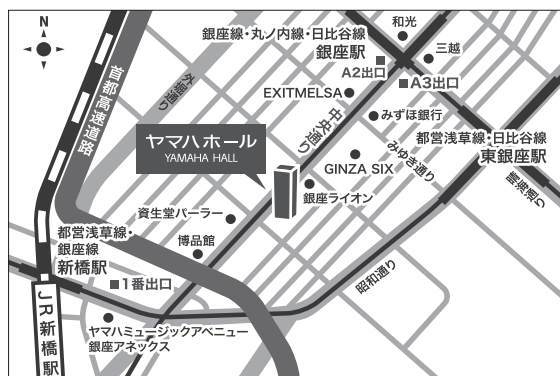 N
和光
銀座線・丸ノ内線・日比谷線
銀座駅
三越
A2出口
A3出口
首都高速道路
外堀通り
EXITMELSA
中央通り
みずほ銀行
ヤマハホール
YAMAHA HALL
都営浅草線・日比谷線
東銀座駅
みゆき通り
GINZA SIX
晴海通り
銀座ライオン
資生堂パーラー
都営浅草線・
銀座線
新橋駅
博品館
昭和通り
1番出口
JR新橋駅
ヤマハミュージックアベニュー
銀座アネックス